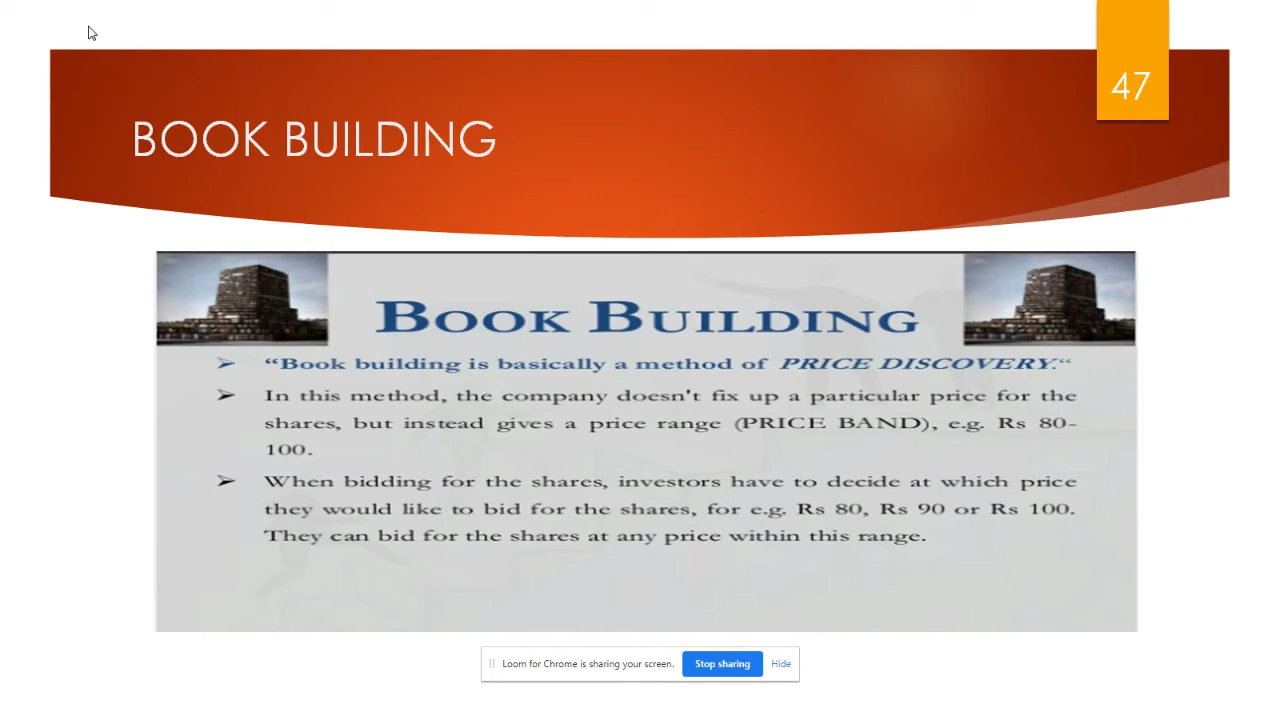 47
BOOK BUILDING
BOOK BUILDING
➢ “Book building is basically a method of PRICE DISCOVERY.“
➢ In this method, the company doesn't fix up a particular price for the
shares, but instead gives a price range (PRICE BAND), e.g. Rs 80-
100.
➢ When bidding for the shares, investors have to decide at which price
they would like to bid for the shares, for e.g. Rs 80, Rs 90 or Rs 100.
They can bid for the shares at any price within this range.
Loom for Chrome is sharing your screen. Stop sharing Hide